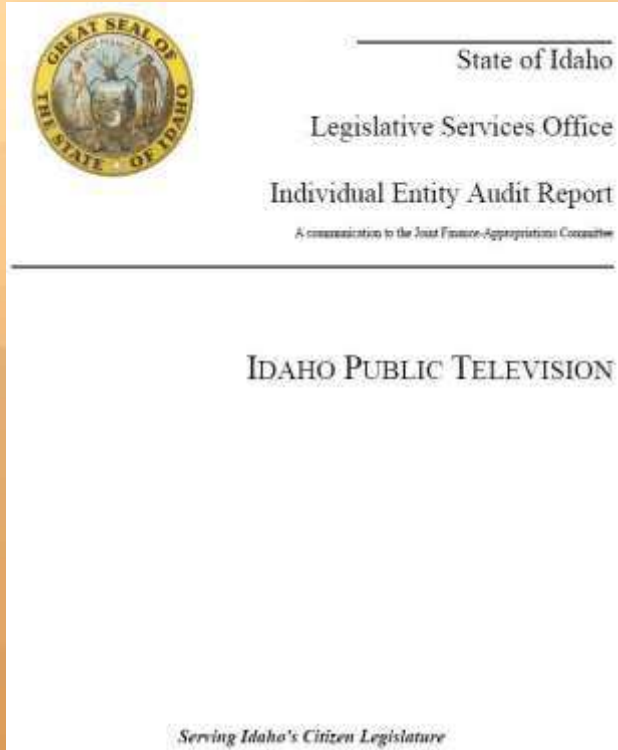 GREAT SEAL OF
THE STATE OF IDAHO
State of Idaho
Legislative Services Office
Individual Entity Audit Report
A communication to the Joint Finance-Appropriations Committee
IDAHO PUBLIC TELEVISION
Serving Idaho's Citizen Legislature